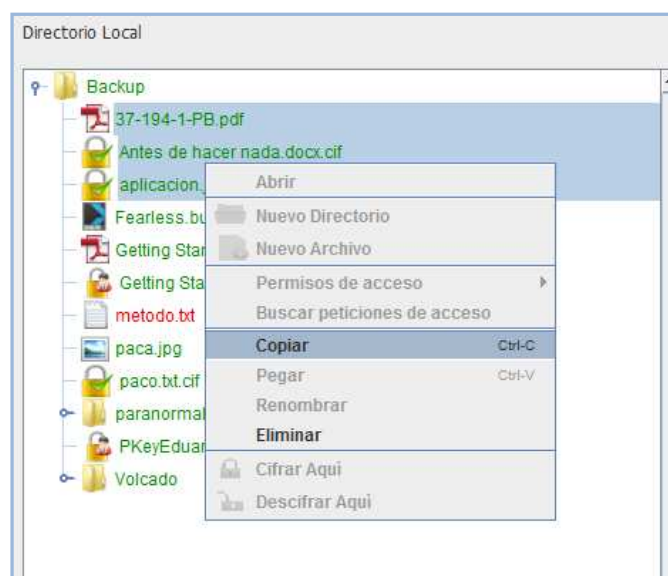 Directorio Local
Backup
37-194-1-PB.pdf
Antes de hacer nada.docx.cif
aplicacion.
Abrir
Fearless.bu
Nuevo Directorio
Getting Star
Nuevo Archivo
Getting Sta
Permisos de acceso
metodo.txt
Buscar peticiones de acceso
paca.jpg
Copiar Ctrl-C
paco.txt.cif
Pegar Ctrl-V
paranormal
Renombrar
PKeyEduar
Eliminar
Volcado
Cifrar Aquì
Descifrar Aquì